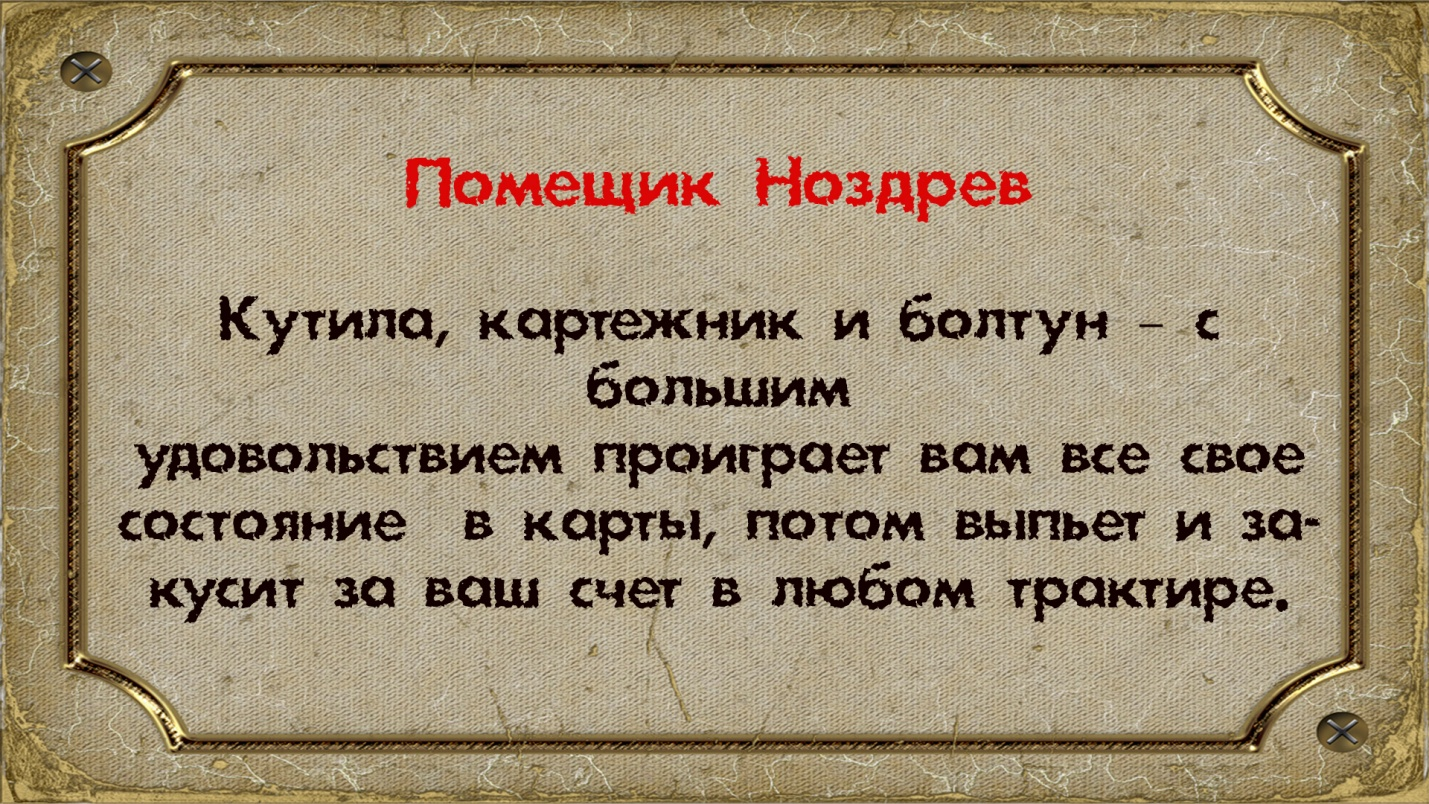 Помещик Ноздрев
Кутила, картежник и болтун – с
большим
удовольствием проиграет вам все свое
состояние в карты, потом выпьет и за-
кусит за ваш счет в любом трактире.